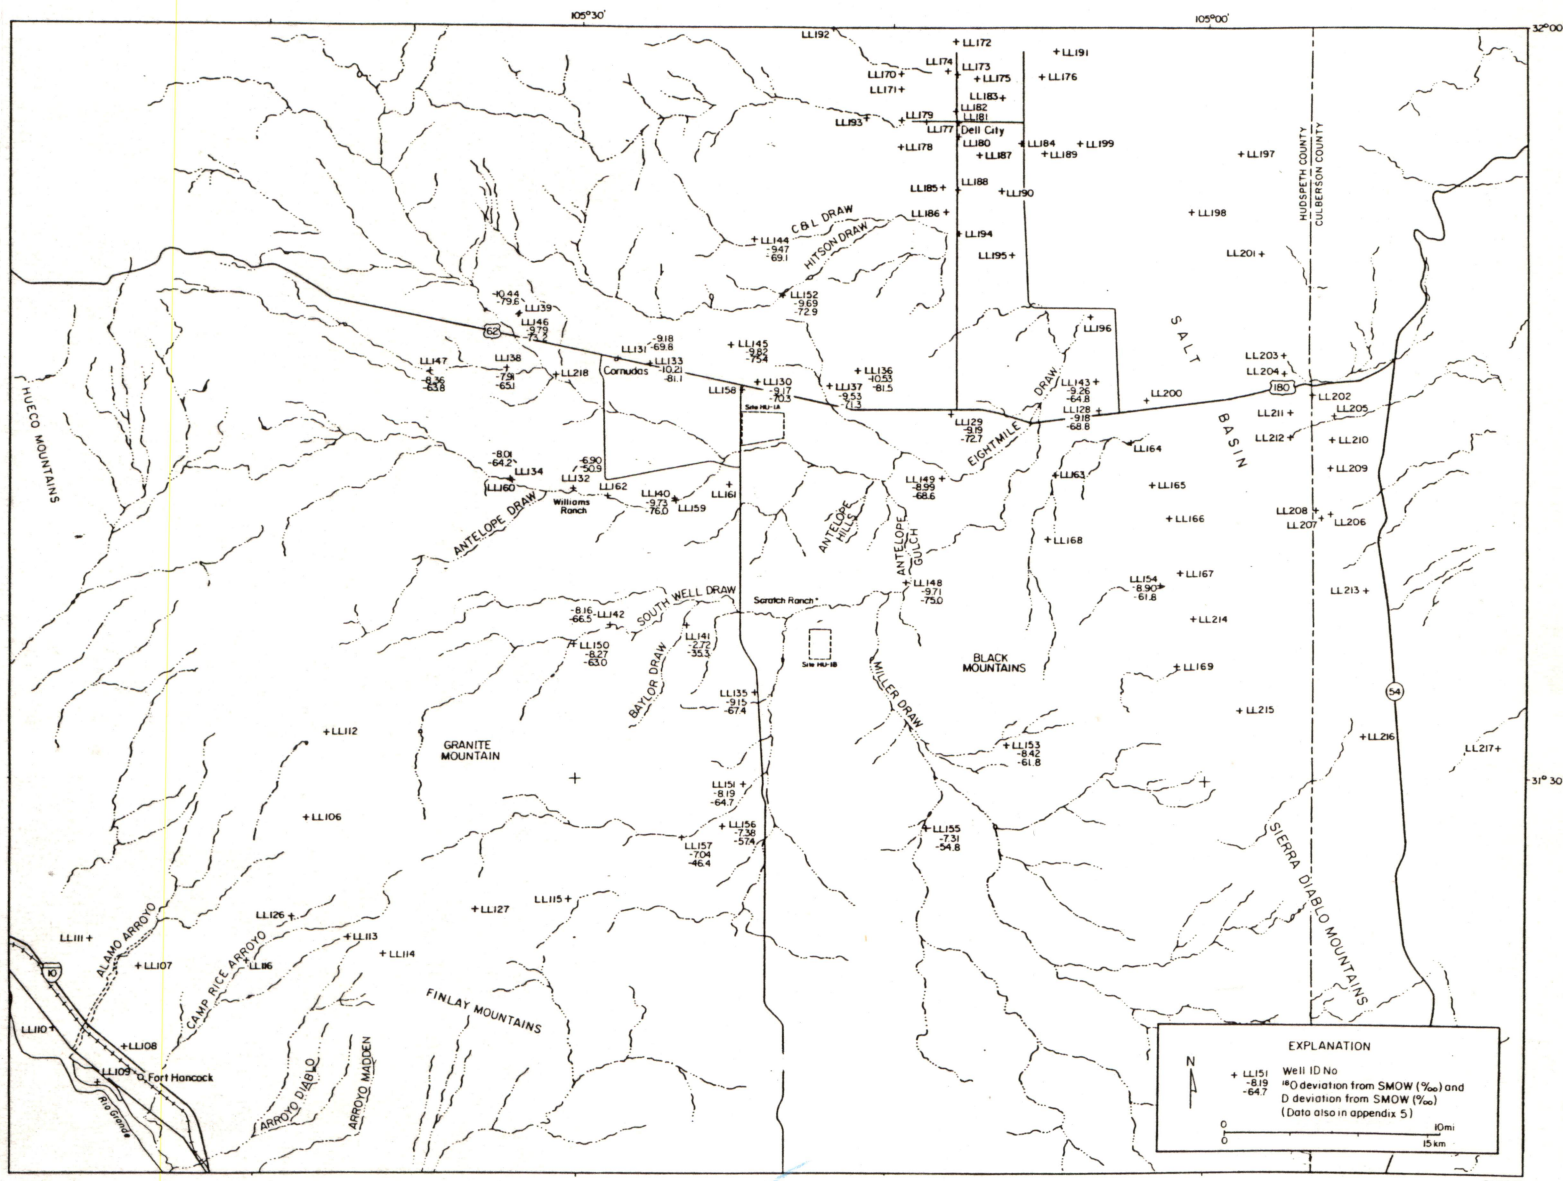 105°30'
105°00'
32°00
LL192
LL172
LL191
LL174
LL173
LL170
LL175
LL176
LL171
LL183
LL182
LL193
LL179
LL181
LL177
Dell City
LL178
LL180
LL184
LL199
LL187
LL189
LL197
HUDSPETH COUNTY
CULBERSON COUNTY
LL185
LL188
LL190
LL186
LL198
C & L DRAW
HITSON DRAW
LL194
LL144
-9.47
-69.1
LL195
LL201
LL152
-9.69
-72.9
-10.44
-79.6
LL139
LL146
-9.79
-73.2
62
LL196
SALT BASIN
LL131
-9.18
-69.8
Cornudas
LL133
-10.21
-81.1
LL145
-9.82
-75.4
LL147
-8.36
-63.8
LL138
-7.91
-65.1
LL218
LL203
LL204
180
LL136
-10.53
-81.5
LL158
LL130
-9.17
-70.3
LL137
-9.53
-71.3
LL143
-9.26
-64.8
LL128
-9.18
-68.8
LL200
LL202
LL205
LL211
LL129
-9.19
-72.7
EIGHTMILE DRAW
Site HU-1A
HUECO MOUNTAINS
LL212
LL210
LL164
LL209
-8.01
-64.2
LL134
LL160
-6.90
-50.9
LL132
Williams
Ranch
LL162
LL140
-9.73
-76.0
LL159
LL161
LL149
-8.99
-68.6
LL163
LL165
ANTELOPE DRAW
ANTELOPE
HILLS
ANTELOPE
GULCH
LL166
LL208
LL207
LL206
LL168
LL148
-9.71
-75.0
LL154
-8.90
-61.8
LL167
LL213
SOUTH WELL DRAW
Scratch Ranch
-8.16
-66.5
LL142
LL214
LL150
-8.27
-63.0
LL141
-2.72
-35.3
BAYLOR DRAW
Site HU-1B
BLACK
MOUNTAINS
LL169
MILLER DRAW
LL135
-9.15
-67.4
54
LL215
LL112
GRANITE
MOUNTAIN
LL153
-8.42
-61.8
LL216
LL217
31°30
LL151
-8.19
-64.7
LL106
LL156
-7.38
-57.4
LL157
-7.04
-46.4
LL155
-7.31
-54.8
SIERRA DIABLO MOUNTAINS
LL115
LL127
LL126
LL111
ALAMO ARROYO
LL113
LL114
LL107
LL116
CAMP RICE ARROYO
10
FINLAY MOUNTAINS
LL110
LL108
LL109
Fort Hancock
Rio Grande
ARROYO DIABLO
ARROYO MADDEN
EXPLANATION
N
LL151
-8.19
-64.7
Well ID No
¹⁸O deviation from SMOW (‰) and
D deviation from SMOW (‰)
(Data also in appendix 5)
0
10mi
0
15km